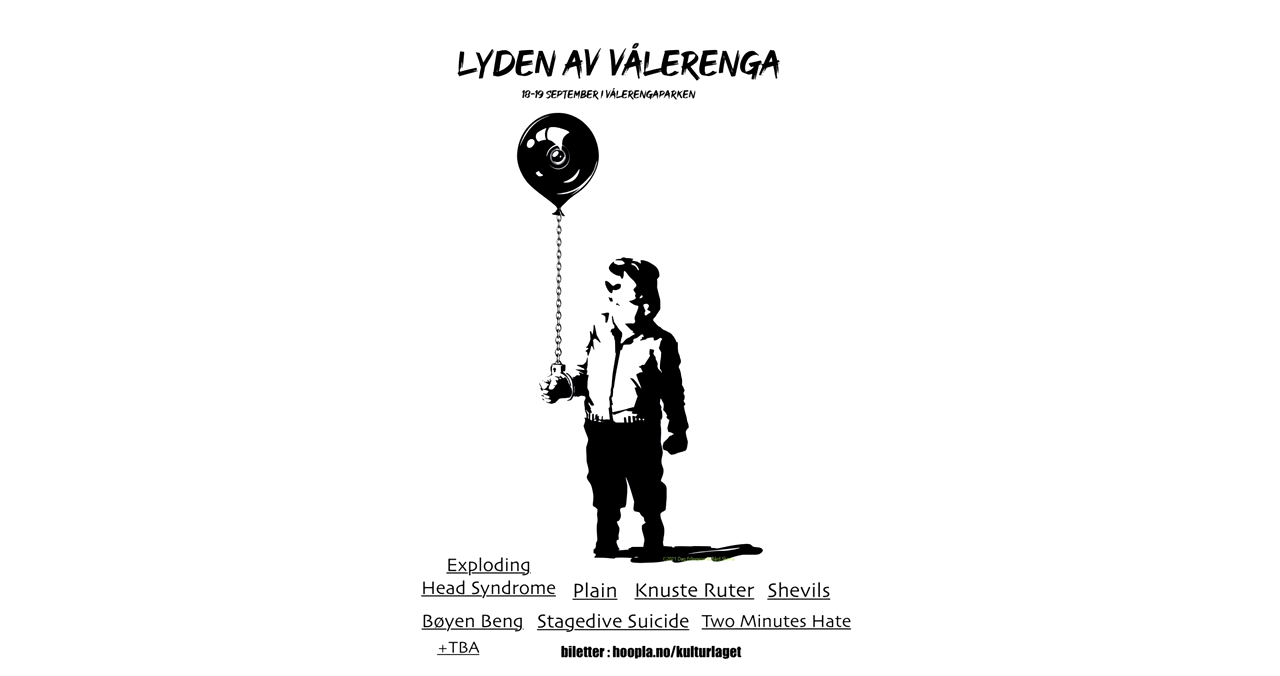 LYDEN AV VÅLERENGA
18-19 SEPTEMBER I VÅLERENGAPARKEN
Exploding
Head Syndrome
Plain
Knuste Ruter
Shevils
Bøyen Beng
Stagedive Suicide
Two Minutes Hate
+TBA
biletter : hoopla.no/kulturlaget